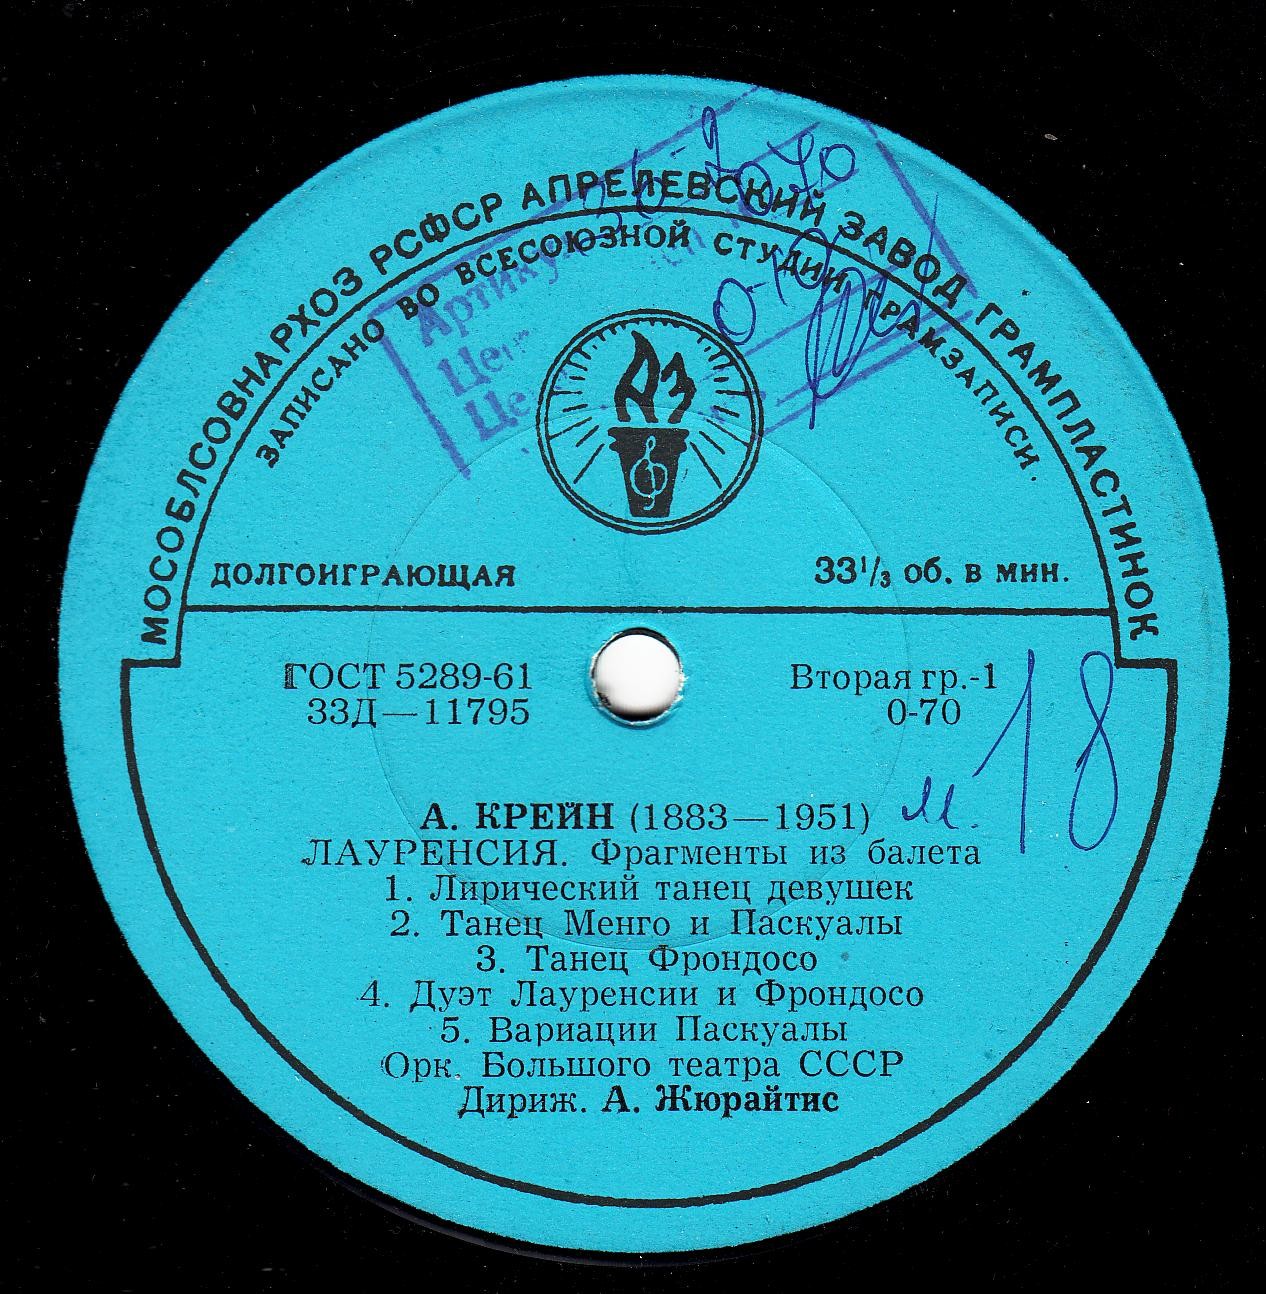 МОСОБЛСОВНАРХОЗ РСФСР АПРЕЛЕВСКИЙ ЗАВОД ГРАМПЛАСТИНОК
ЗАПИСАНО ВО ВСЕСОЮЗНОЙ СТУДИИ ГРАМЗАПИСИ.
Артикул
АЗ
ДОЛГОИГРАЮЩАЯ 33⅓ об. в мин.
ГОСТ 5289-61 Вторая гр.-1
33Д—11795 0-70
м. 18
А. КРЕЙН (1883—1951)
ЛАУРЕНСИЯ. Фрагменты из балета
1. Лирический танец девушек
2. Танец Менго и Паскуалы
3. Танец Фрондосо
4. Дуэт Лауренсии и Фрондосо
5. Вариации Паскуалы
Орк. Большого театра СССР
Дириж. А. Жюрайтис